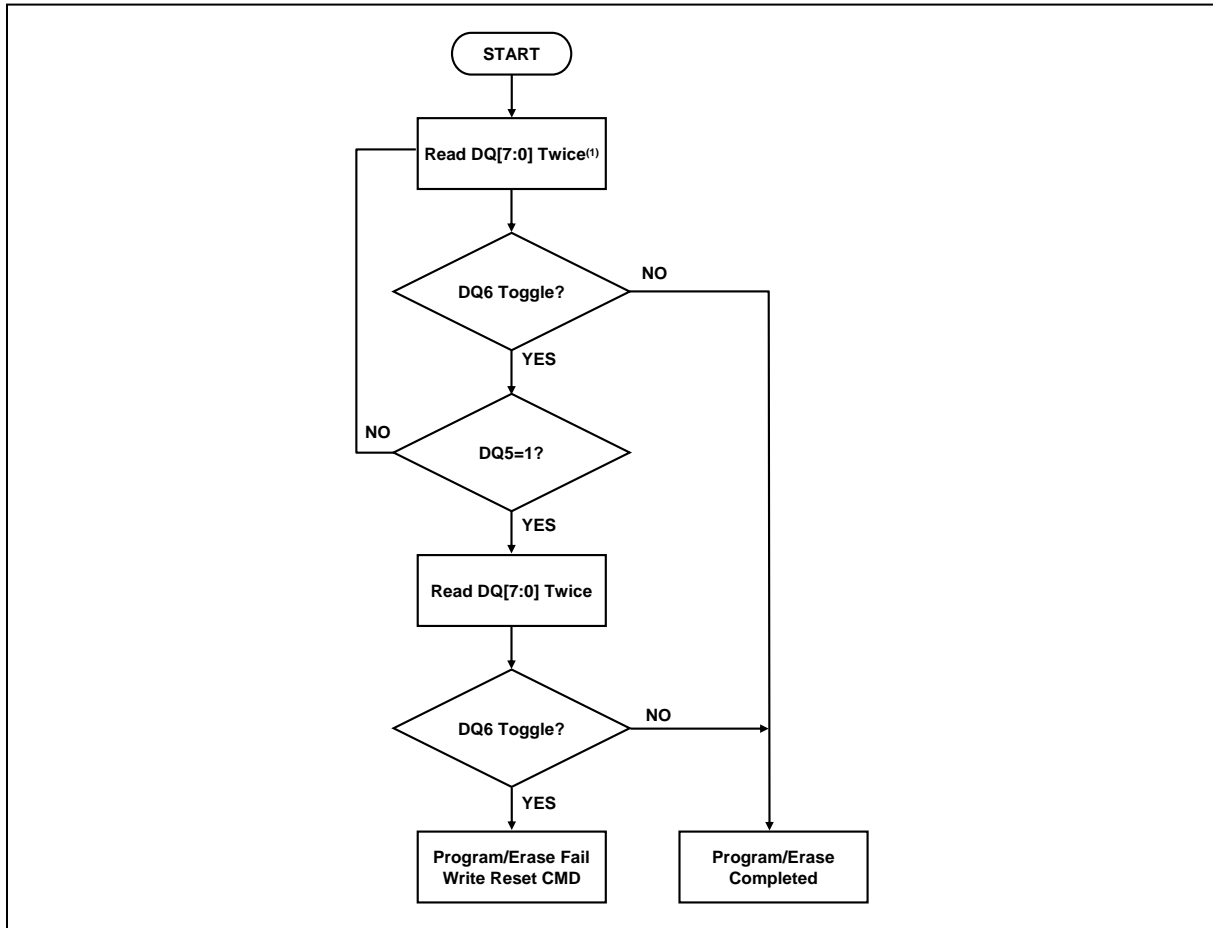 START
Read DQ[7:0] Twice(1)
DQ6 Toggle?
NO
YES
NO
DQ5=1?
YES
Read DQ[7:0] Twice
DQ6 Toggle?
NO
YES
Program/Erase Fail
Write Reset CMD
Program/Erase
Completed